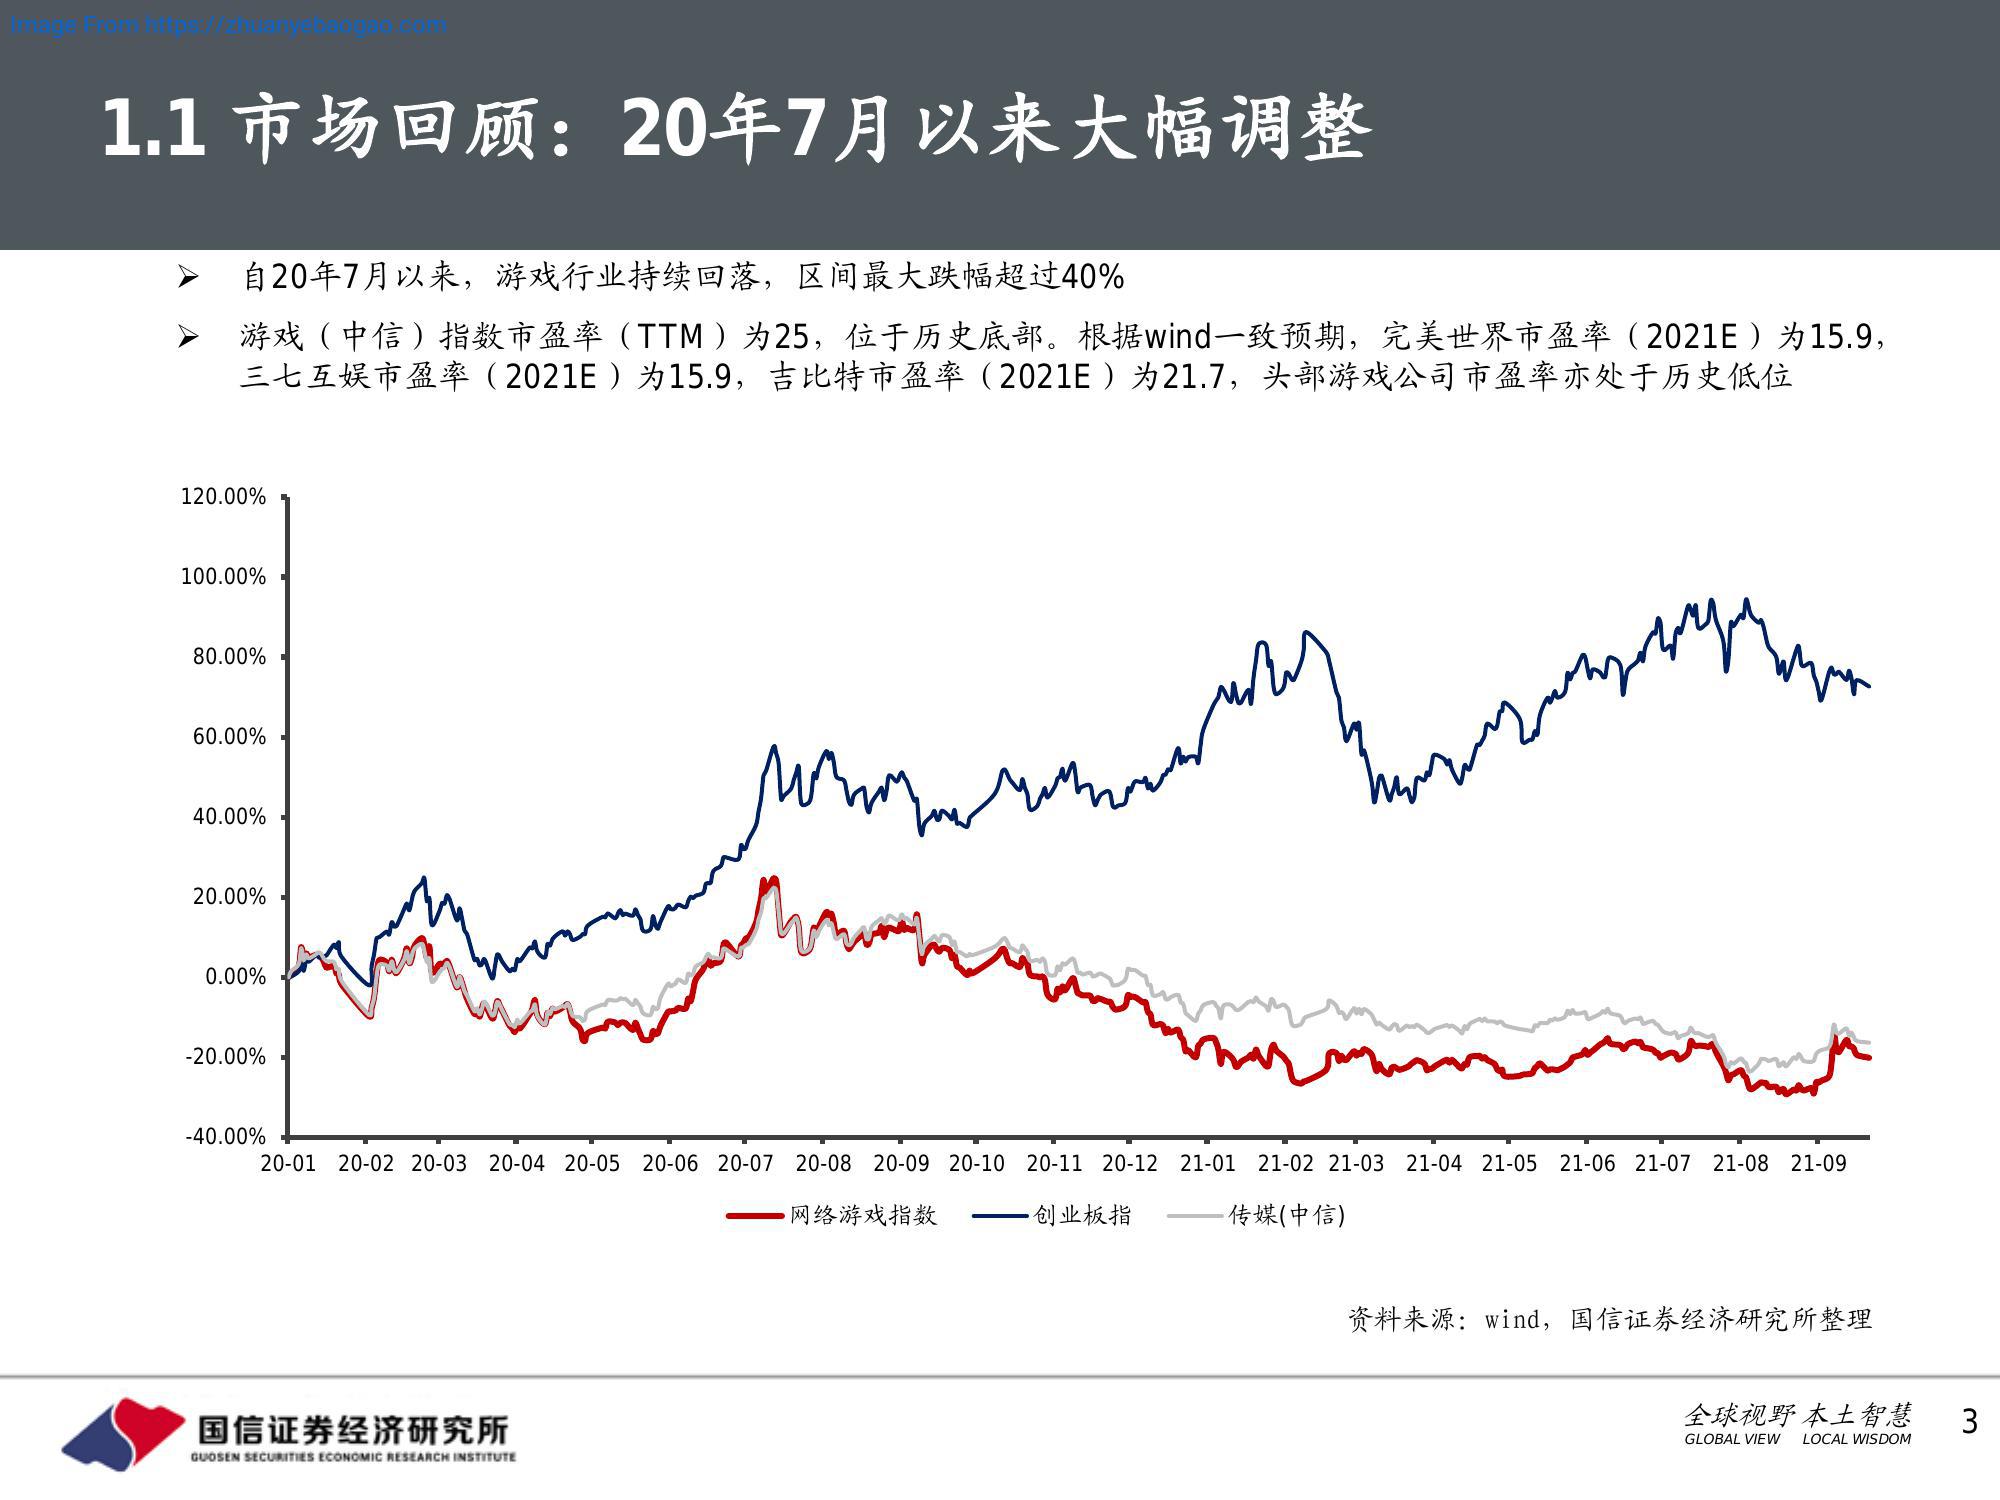 Image From https://zhuanyebaogao.com
1.1 市场回顾：20年7月以来大幅调整
➢ 自20年7月以来，游戏行业持续回落，区间最大跌幅超过40%
➢ 游戏（中信）指数市盈率（TTM）为25，位于历史底部。根据wind一致预期，完美世界市盈率（2021E）为15.9，
三七互娱市盈率（2021E）为15.9，吉比特市盈率（2021E）为21.7，头部游戏公司市盈率亦处于历史低位
120.00%
100.00%
80.00%
60.00%
40.00%
20.00%
0.00%
-20.00%
-40.00%
20-01 20-02 20-03 20-04 20-05 20-06 20-07 20-08 20-09 20-10 20-11 20-12 21-01 21-02 21-03 21-04 21-05 21-06 21-07 21-08 21-09
网络游戏指数 创业板指 传媒(中信)
资料来源：wind，国信证券经济研究所整理
国信证券经济研究所
GUOSEN SECURITIES ECONOMIC RESEARCH INSTITUTE
全球视野 本土智慧
GLOBAL VIEW LOCAL WISDOM
3